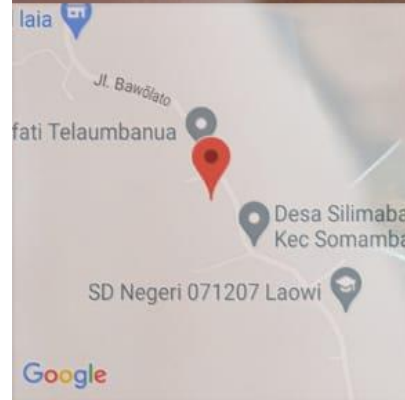 laia
Jl. Bawölato
fati Telaumbanua
Desa Silimaba
Kec Somamba
SD Negeri 071207 Laowi
Google